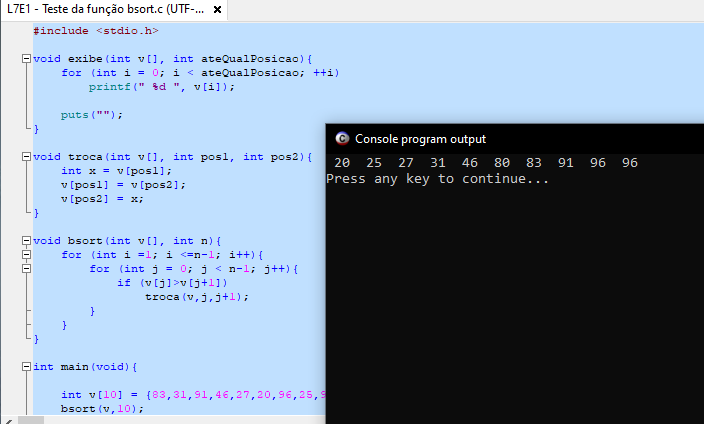 L7E1 - Teste da função bsort.c (UTF-...
#include <stdio.h>
void exibe(int v[], int ateQualPosicao){
for (int i = 0; i < ateQualPosicao; ++i)
printf(" %d ", v[i]);
puts("");
}
void troca(int v[], int pos1, int pos2){
int x = v[pos1];
v[pos1] = v[pos2];
v[pos2] = x;
}
void bsort(int v[], int n){
for (int i =1; i <=n-1; i++){
for (int j = 0; j < n-1; j++){
if (v[j]>v[j+1])
troca(v,j,j+1);
}
}
}
int main(void){
int v[10] = {83,31,91,46,27,20,96,25,9
bsort(v,10);
Console program output
20 25 27 31 46 80 83 91 96 96
Press any key to continue...